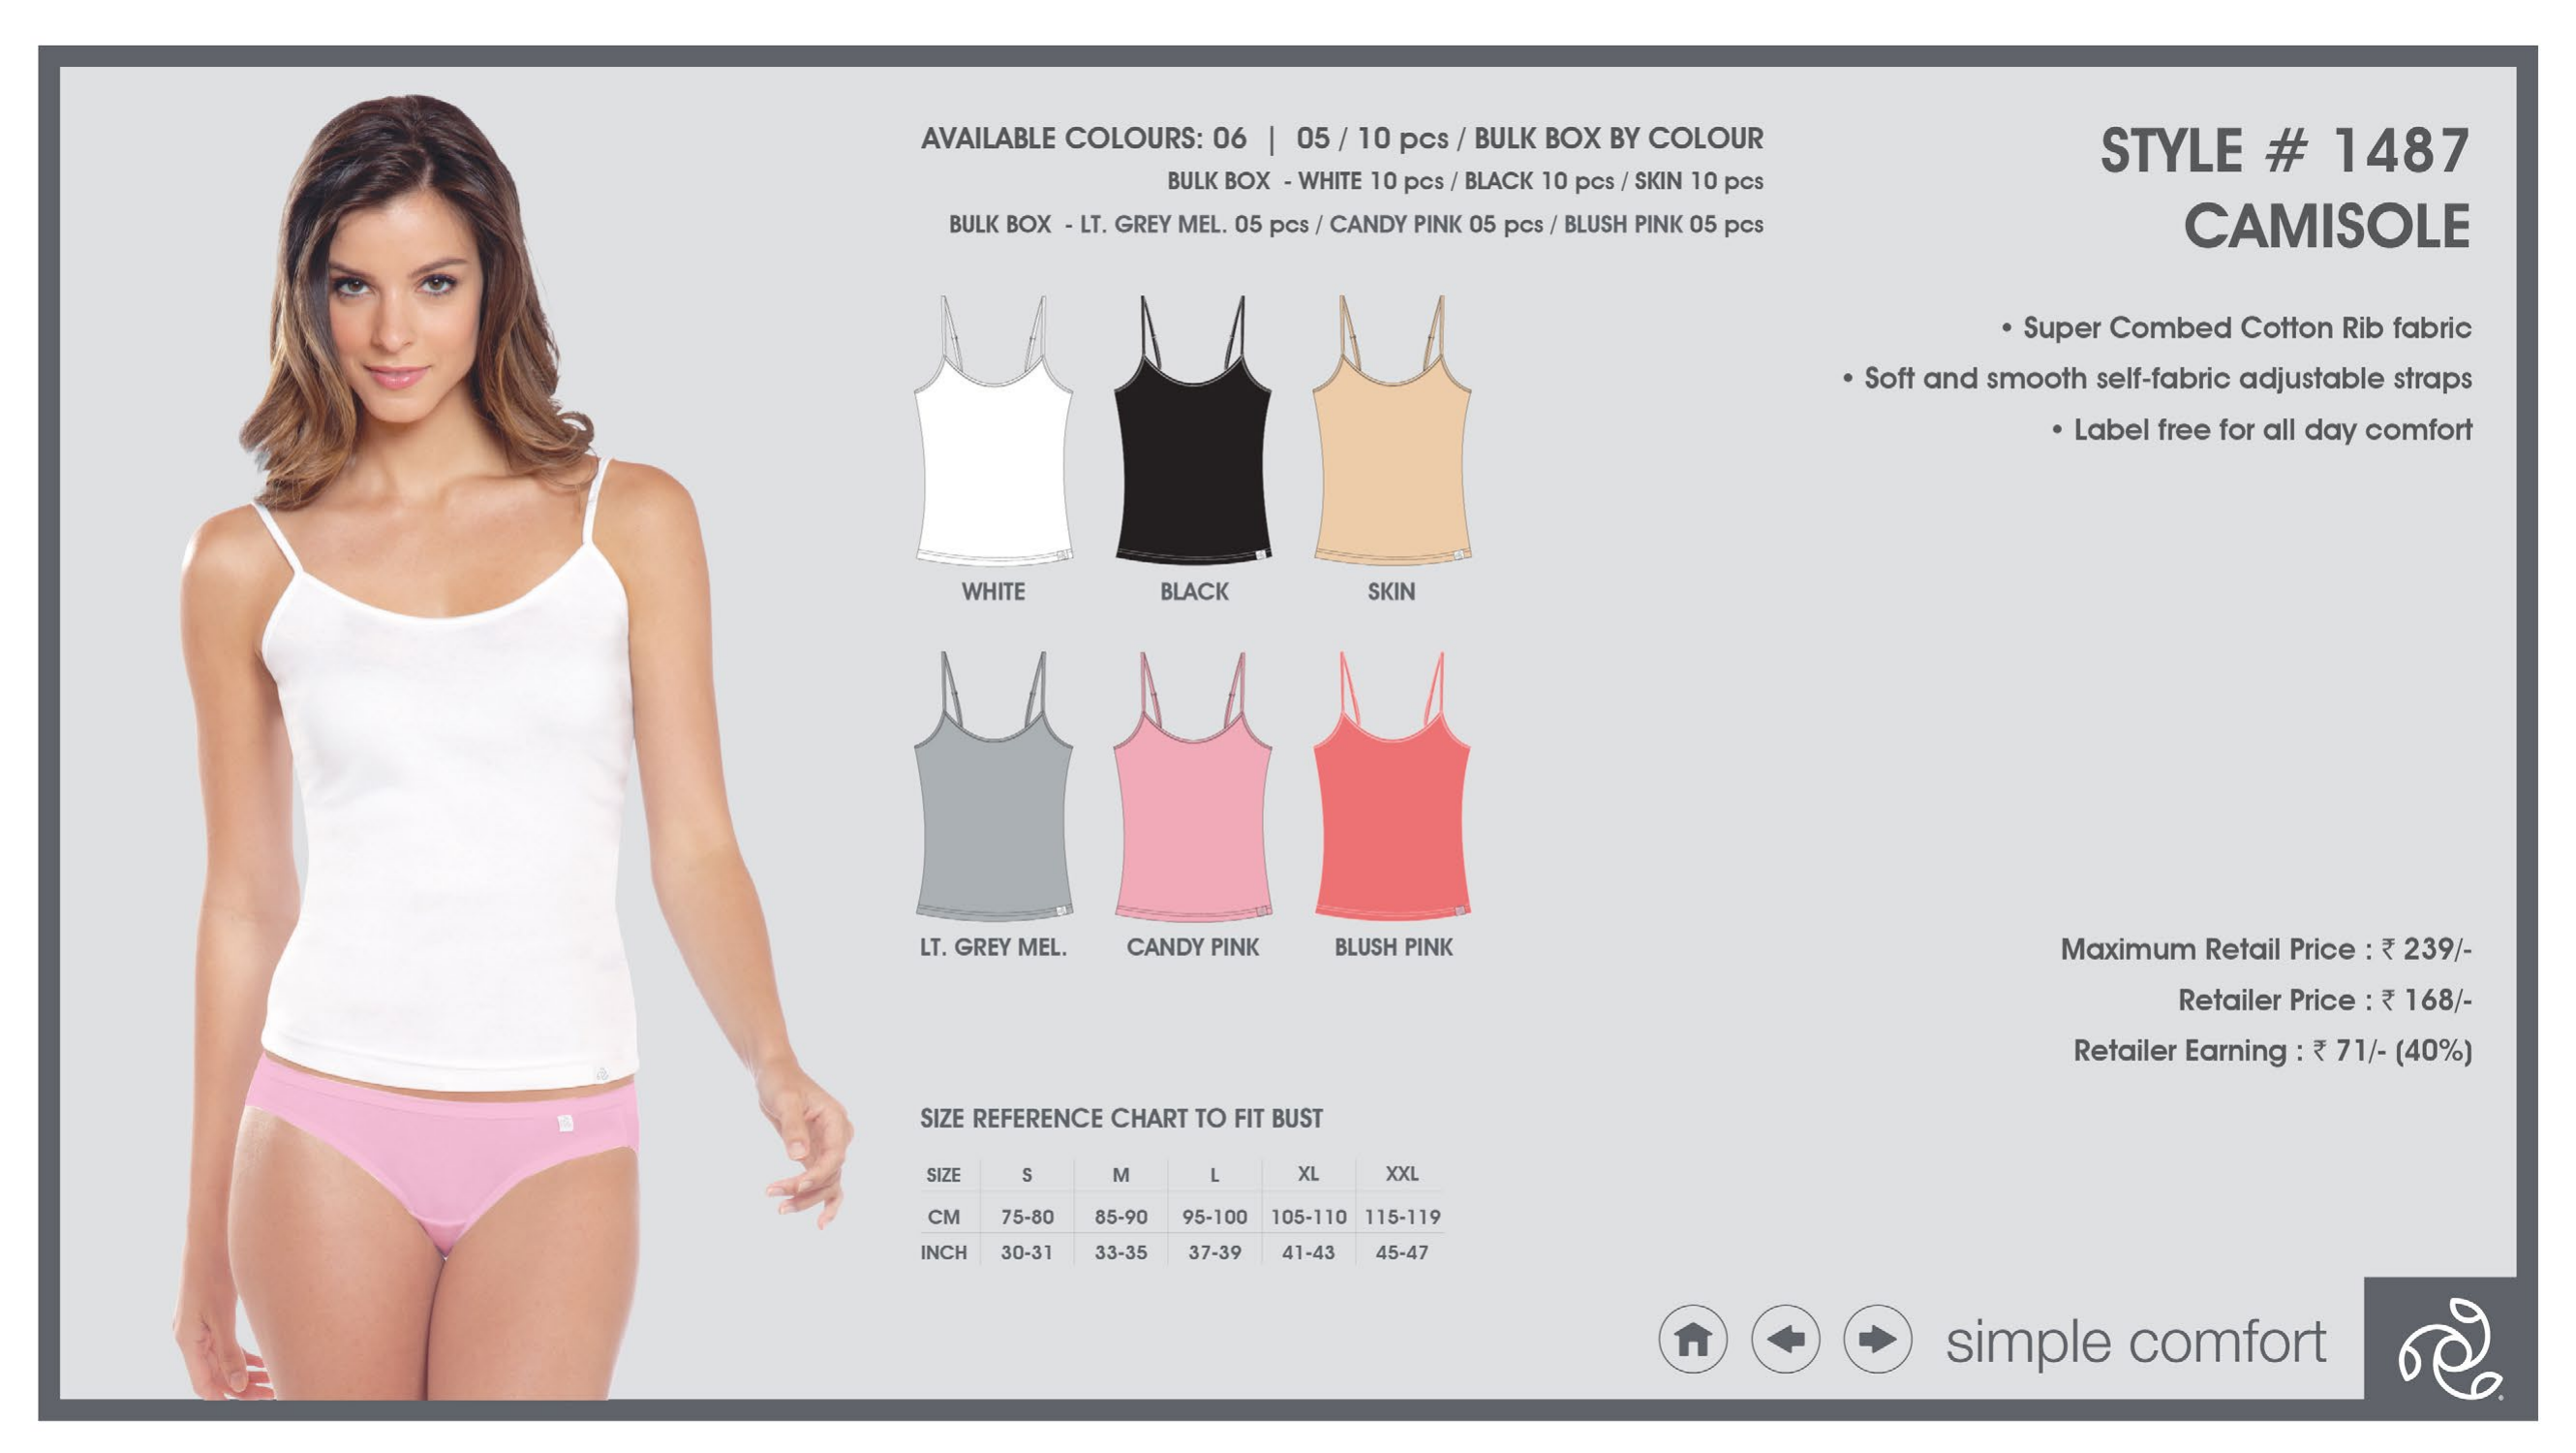 AVAILABLE COLOURS: 06 | 05 / 10 pcs / BULK BOX BY COLOUR
BULK BOX - WHITE 10 pcs / BLACK 10 pcs / SKIN 10 pcs
BULK BOX - LT. GREY MEL. 05 pcs / CANDY PINK 05 pcs / BLUSH PINK 05 pcs
STYLE # 1487
CAMISOLE
• Super Combed Cotton Rib fabric
• Soft and smooth self-fabric adjustable straps
• Label free for all day comfort
WHITE BLACK SKIN
LT. GREY MEL. CANDY PINK BLUSH PINK
Maximum Retail Price : ₹ 239/-
Retailer Price : ₹ 168/-
Retailer Earning : ₹ 71/- (40%)
SIZE REFERENCE CHART TO FIT BUST
SIZE S M L XL XXL
CM 75-80 85-90 95-100 105-110 115-119
INCH 30-31 33-35 37-39 41-43 45-47
simple comfort